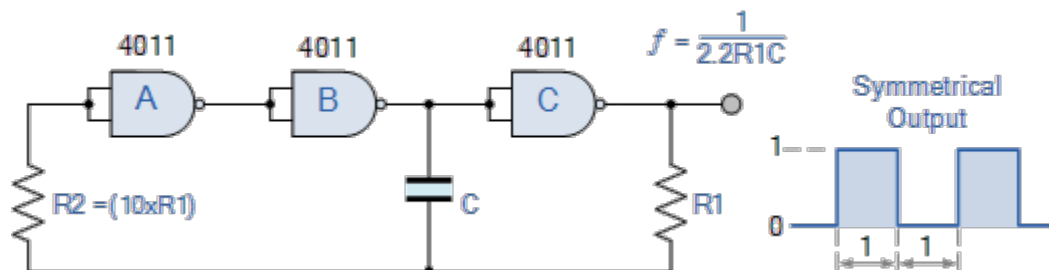 4011
4011
4011
f = 1/2.2R1C
A
B
C
Symmetrical
Output
R2 =(10xR1)
C
R1
1
0
1
1